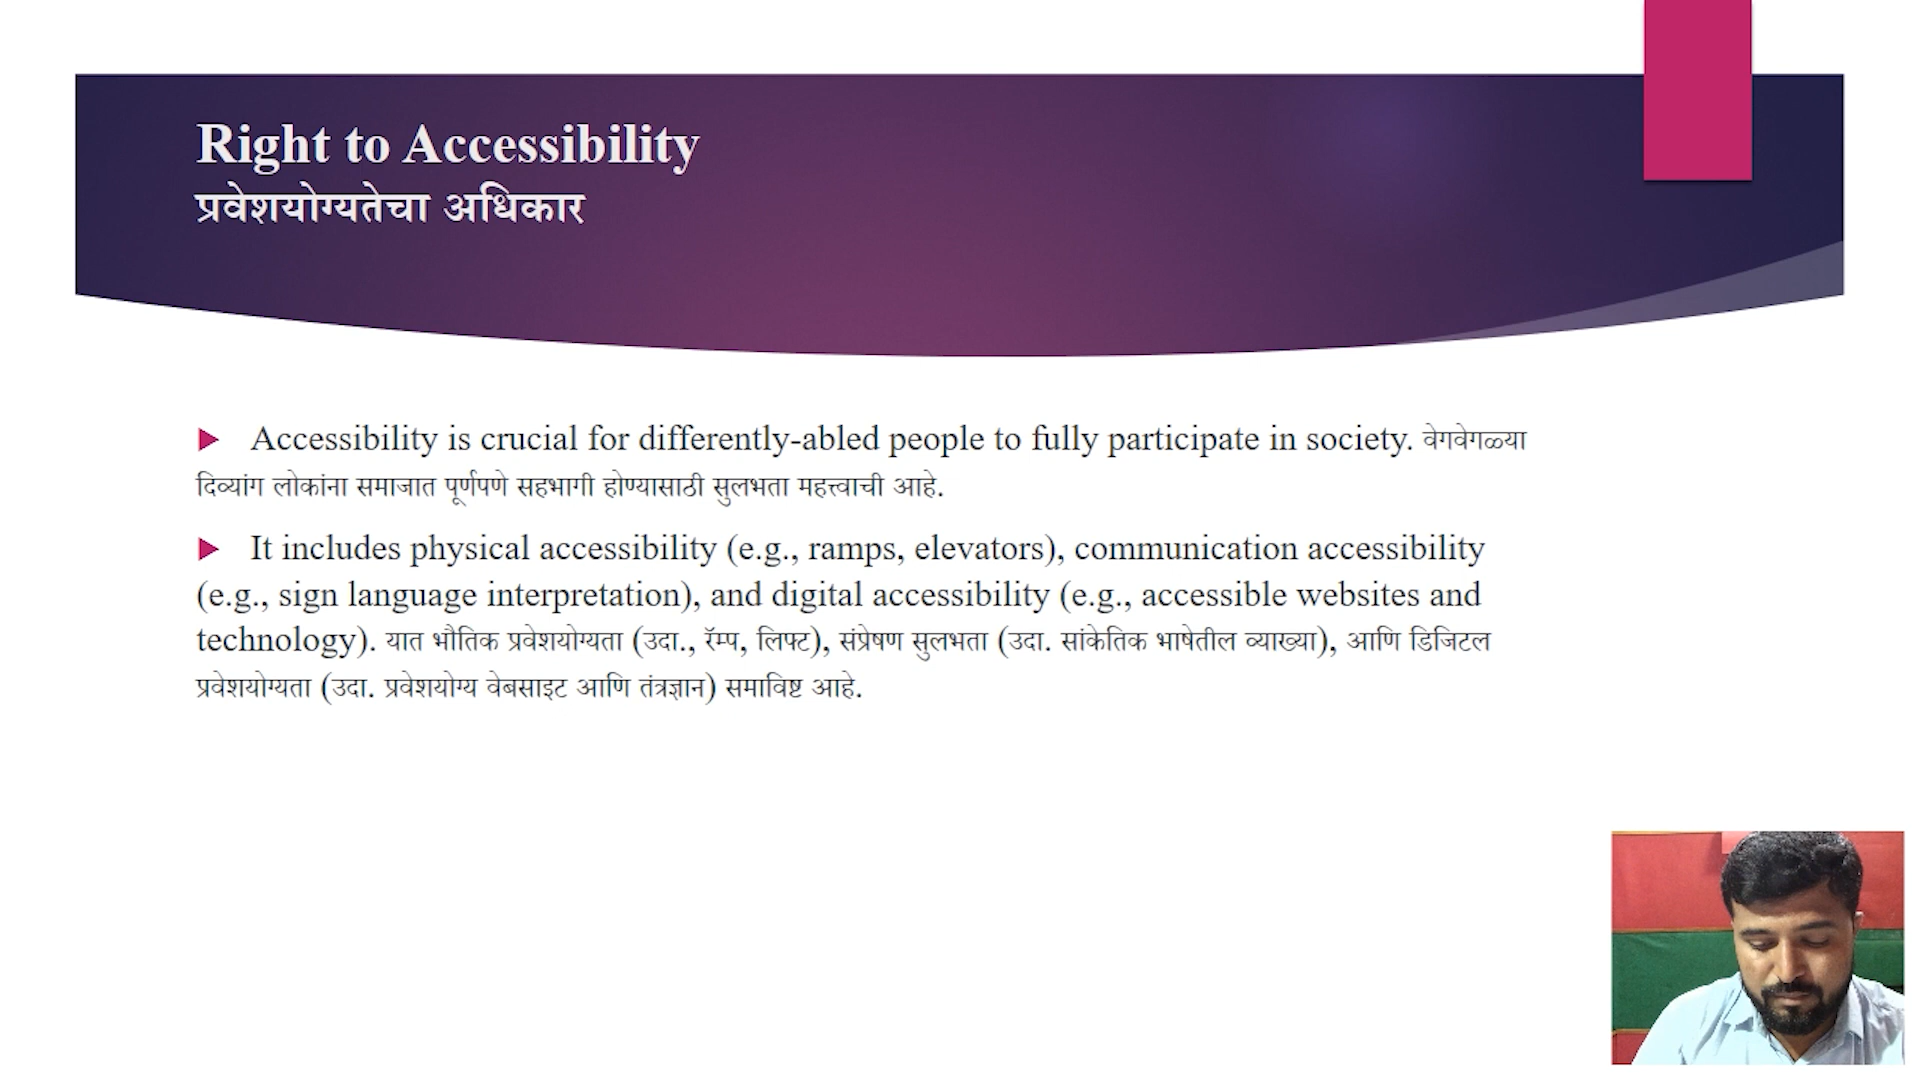 Right to Accessibility
प्रवेशयोग्यतेचा अधिकार
Accessibility is crucial for differently-abled people to fully participate in society. वेगवेगळ्या
दिव्यांग लोकांना समाजात पूर्णपणे सहभागी होण्यासाठी सुलभता महत्त्वाची आहे.
It includes physical accessibility (e.g., ramps, elevators), communication accessibility
(e.g., sign language interpretation), and digital accessibility (e.g., accessible websites and
technology). यात भौतिक प्रवेशयोग्यता (उदा., रॅम्प, लिफ्ट), संप्रेषण सुलभता (उदा. सांकेतिक भाषेतील व्याख्या), आणि डिजिटल
प्रवेशयोग्यता (उदा. प्रवेशयोग्य वेबसाइट आणि तंत्रज्ञान) समाविष्ट आहे.